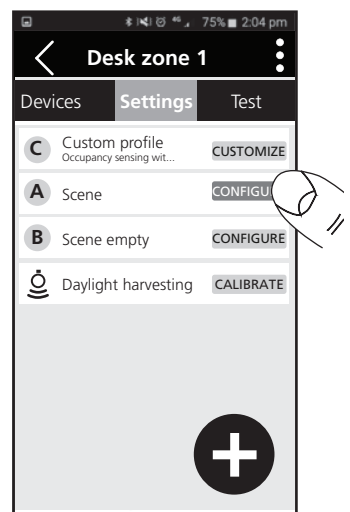 75% 2:04 pm
Desk zone 1
Devices Settings Test
C Custom profile CUSTOMIZE
Occupancy sensing wit...
A Scene
B Scene empty CONFIGURE
Daylight harvesting CALIBRATE